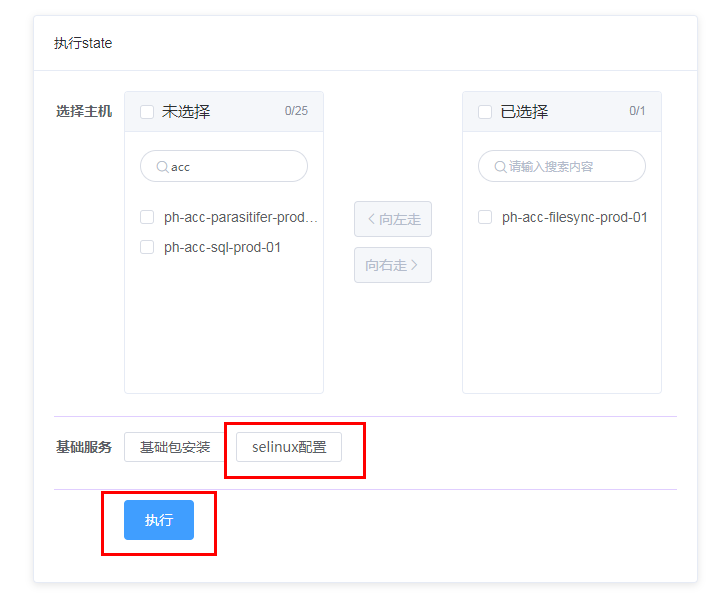 执行state
选择主机
未选择 0/25
acc
ph-acc-parasitifer-prod...
ph-acc-sql-prod-01
向左走
向右走
已选择 0/1
请输入搜索内容
ph-acc-filesync-prod-01
基础服务 基础包安装 selinux配置
执行